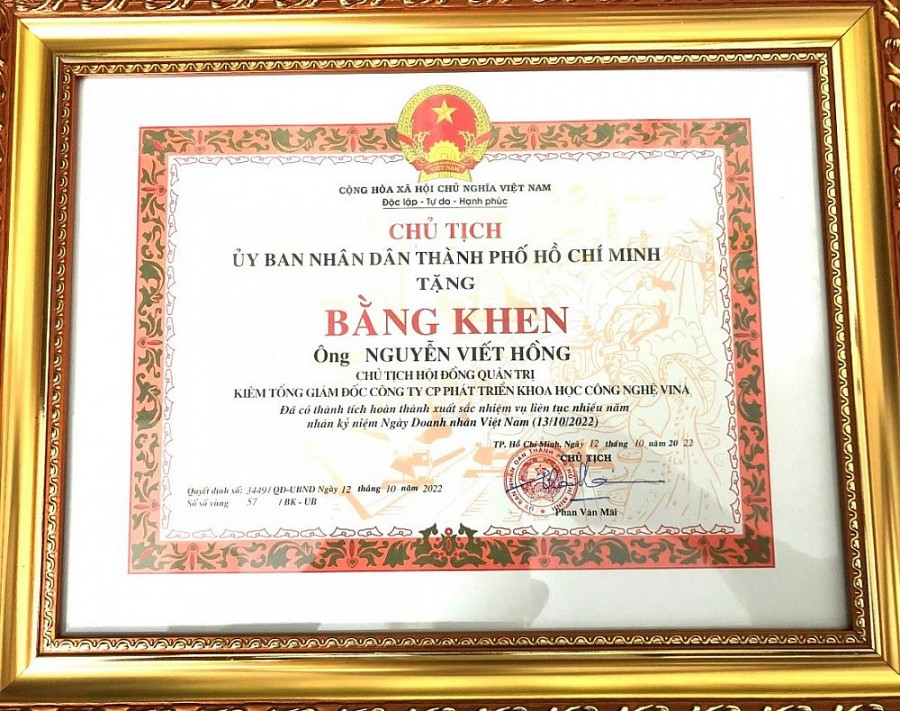 VIỆT NAM
CỘNG HÒA XÃ HỘI CHỦ NGHĨA VIỆT NAM
Độc lập - Tự do - Hạnh phúc
CHỦ TỊCH
ỦY BAN NHÂN DÂN THÀNH PHỐ HỒ CHÍ MINH
TẶNG
BẰNG KHEN
Ông NGUYỄN VIẾT HỒNG
CHỦ TỊCH HỘI ĐỒNG QUẢN TRỊ
KIÊM TỔNG GIÁM ĐỐC CÔNG TY CP PHÁT TRIỂN KHOA HỌC CÔNG NGHỆ VINA
Đã có thành tích hoàn thành xuất sắc nhiệm vụ liên tục nhiều năm
nhân kỷ niệm Ngày Doanh nhân Việt Nam (13/10/2022)
TP. Hồ Chí Minh, Ngày 12 tháng 10 năm 2022
CHỦ TỊCH
Quyết định số: 3449/ QĐ-UBND Ngày 12 tháng 10 năm 2022
Số sổ vàng 57 / BK - UB
Phan Văn Mãi